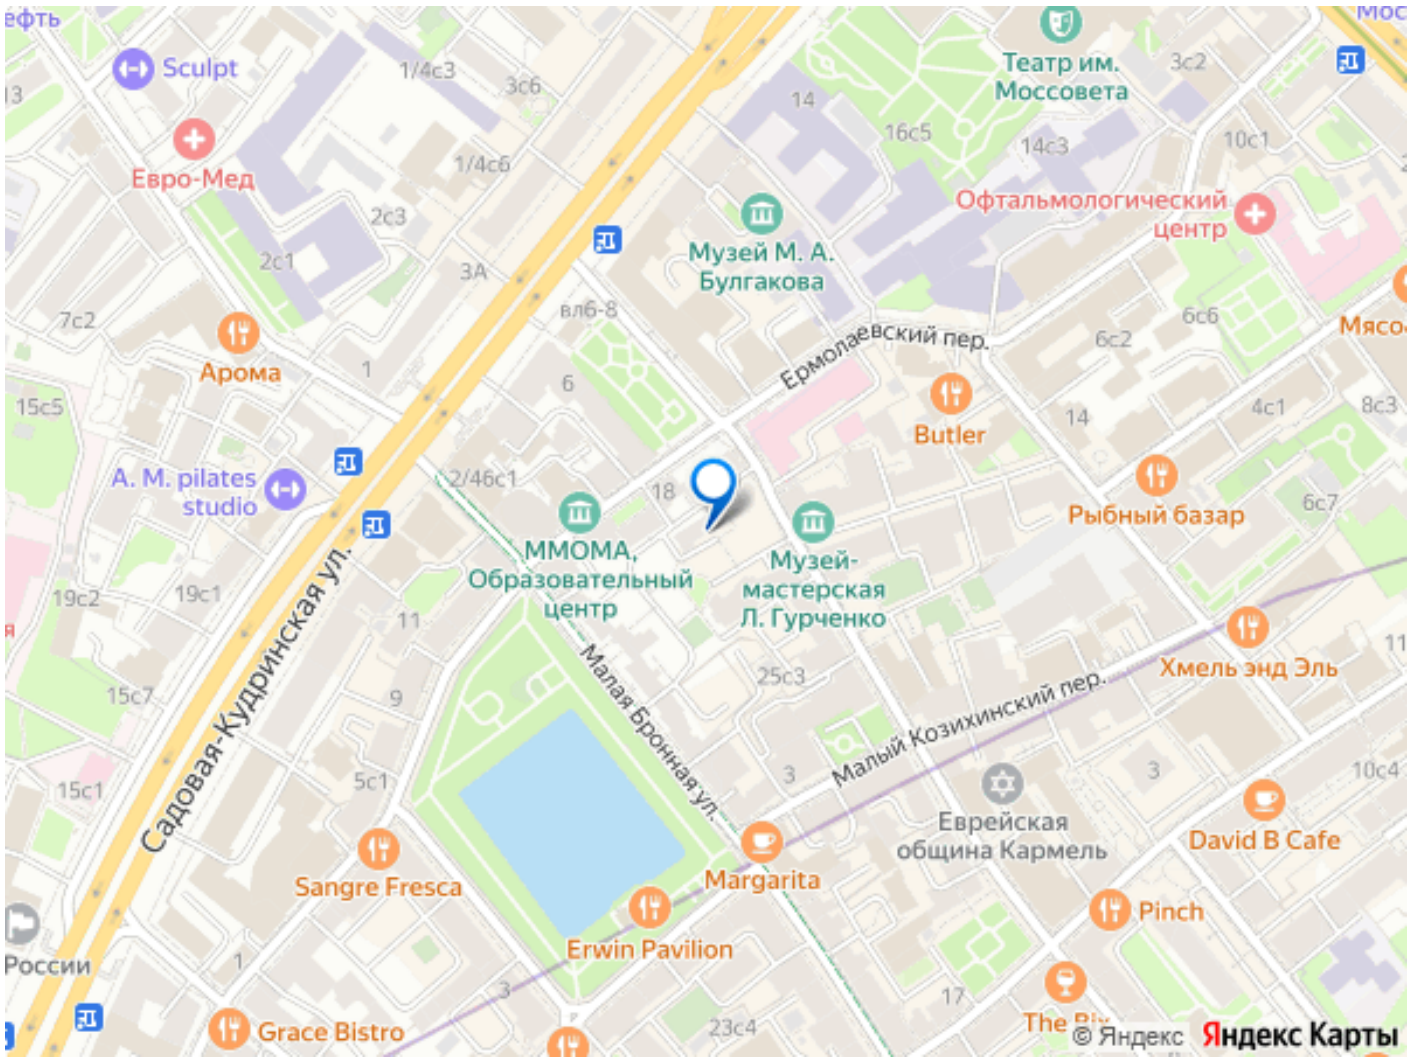 ефть
Мос
Sculpt
1/4с3
3с6
Театр им.
Моссовета
3с2
13
14
16с5
14с3
10с1
Евро-Мед
1/4с6
2с3
Офтальмологический
центр
Музей М. А.
Булгакова
2с1
3А
вл6-8
7с2
6с6
6с2
Мясо
Арома
1
Ермолаевский пер.
6
15с5
Butler
14
4с1
8с3
A. M. pilates
studio
2/46с1
18
Рыбный базар
6с7
ММОМА,
Образовательный
центр
Музей-
мастерская
Л. Гурченко
19с2
19с1
11
я
Садовая-Кудринская ул.
11
Хмель энд Эль
15с7
9
Малая Бронная ул.
25с3
Малый Козихинский пер.
15с1
5с1
3
3
10с4
Еврейская
община Кармель
David B Cafe
Sangre Fresca
Margarita
Pinch
Erwin Pavilion
России
1
3
17
Grace Bistro
23с4
The Bix
© Яндекс Яндекс Карты